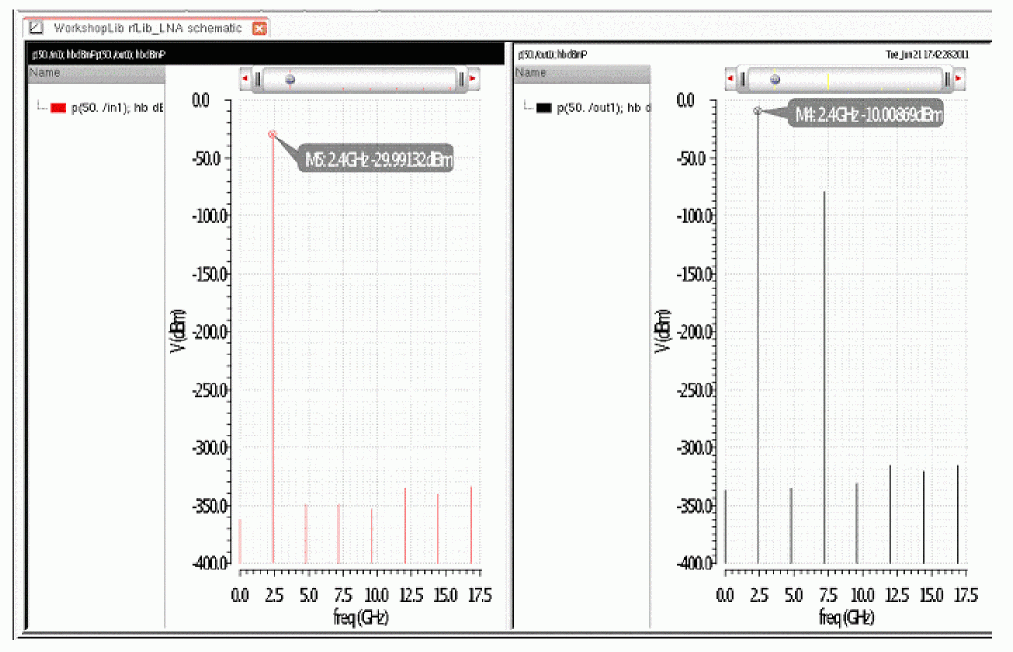 WorkshopLib rfLib_LNA schematic
p(50. /in1); hb dBmP p(50. /out1); hb dBmP
Name
p(50. /in1); hb dE
0.0
-50.0
-100.0
-150.0
-200.0
-250.0
-300.0
-350.0
-400.0
V (dBm)
M5: 2.4GHz -29.99132dBm
0.0 2.5 5.0 7.5 10.0 12.5 15.0 17.5
freq (GHz)
p(50. /out1); hb dBmP
Tue Jun 21 17:42:28 2011
Name
p(50. /out1); hb d
0.0
-50.0
-100.0
-150.0
-200.0
-250.0
-300.0
-350.0
-400.0
V (dBm)
M4: 2.4GHz -10.00869dBm
0.0 2.5 5.0 7.5 10.0 12.5 15.0 17.5
freq (GHz)